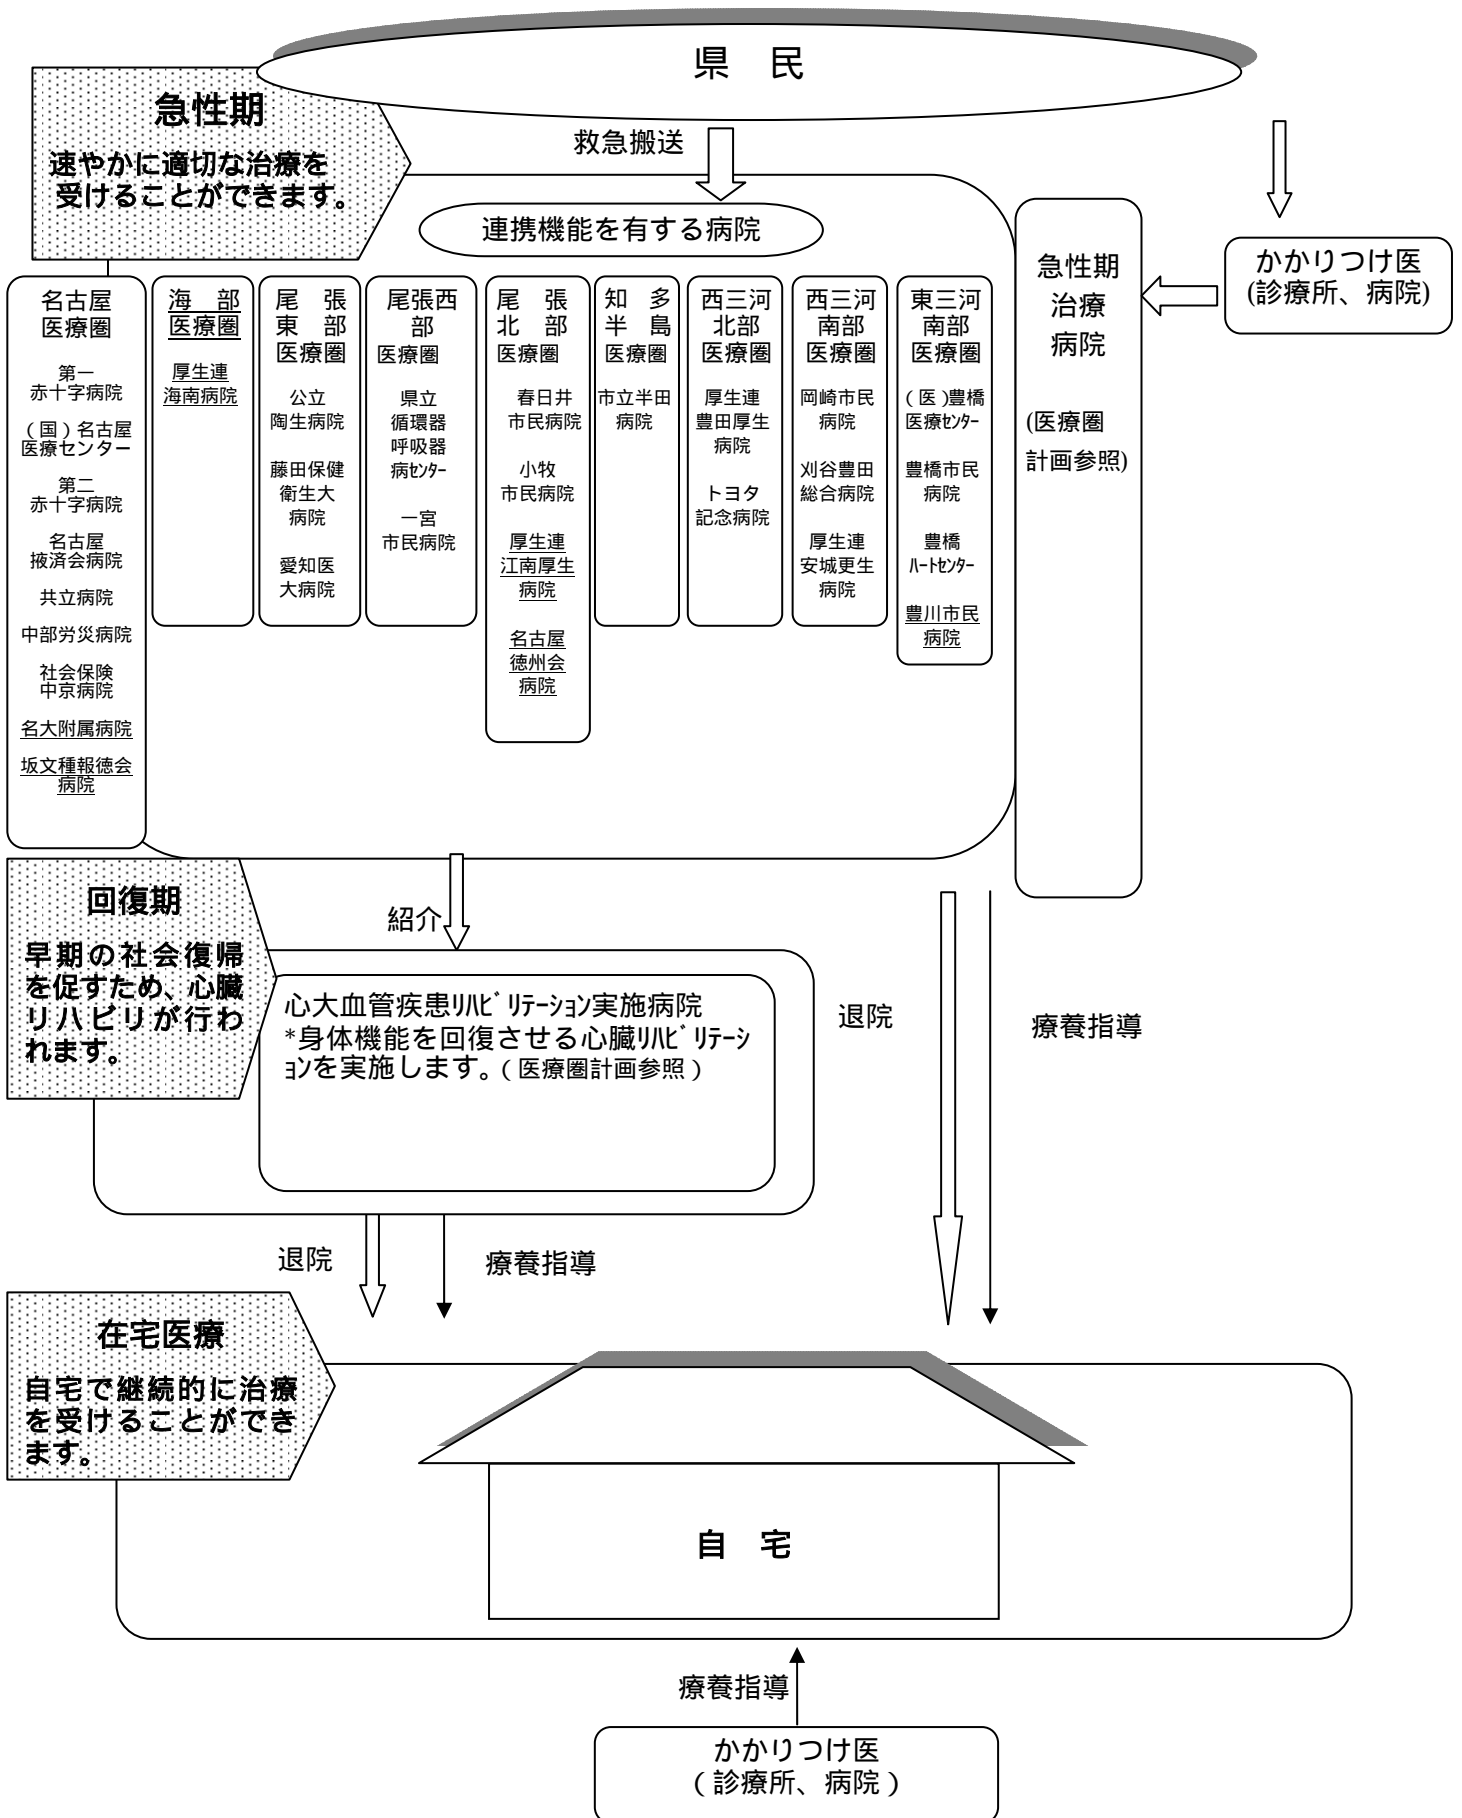 県　民
急性期
速やかに適切な治療を
受けることができます。
救急搬送
連携機能を有する病院
名古屋
医療圏
第一
赤十字病院
（国）名古屋
医療センター
第二
赤十字病院
名古屋
掖済会病院
共立病院
中部労災病院
社会保険
中京病院
名大附属病院
坂文種報徳会
病院
海　部
医療圏
厚生連
海南病院
尾　張
東　部
医療圏
公立
陶生病院
藤田保健
衛生大
病院
愛知医
大病院
尾張西
部
医療圏
県立
循環器
呼吸器
病ｾﾝﾀｰ
一宮
市民病院
尾　張
北　部
医療圏
春日井
市民病院
小牧
市民病院
厚生連
江南厚生
病院
名古屋
徳州会
病院
知　多
半　島
医療圏
市立半田
病院
西三河
北部
医療圏
厚生連
豊田厚生
病院
トヨタ
記念病院
西三河
南部
医療圏
岡崎市民
病院
刈谷豊田
総合病院
厚生連
安城更生
病院
東三河
南部
医療圏
（医）豊橋
医療ｾﾝﾀｰ
豊橋市民
病院
豊橋
ﾊｰﾄｾﾝﾀｰ
豊川市民
病院
急性期
治療
病院
(医療圏
計画参照)
かかりつけ医
(診療所、病院)
回復期
早期の社会復帰
を促すため、心臓
リハビリが行わ
れます。
紹介
心大血管疾患ﾘﾊﾋﾞﾘﾃｰｼｮﾝ実施病院
*身体機能を回復させる心臓ﾘﾊﾋﾞﾘﾃｰｼ
ｮﾝを実施します。（医療圏計画参照）
退院
療養指導
退院
療養指導
在宅医療
自宅で継続的に治療
を受けることができ
ます。
自　宅
療養指導
かかりつけ医
（診療所、病院）